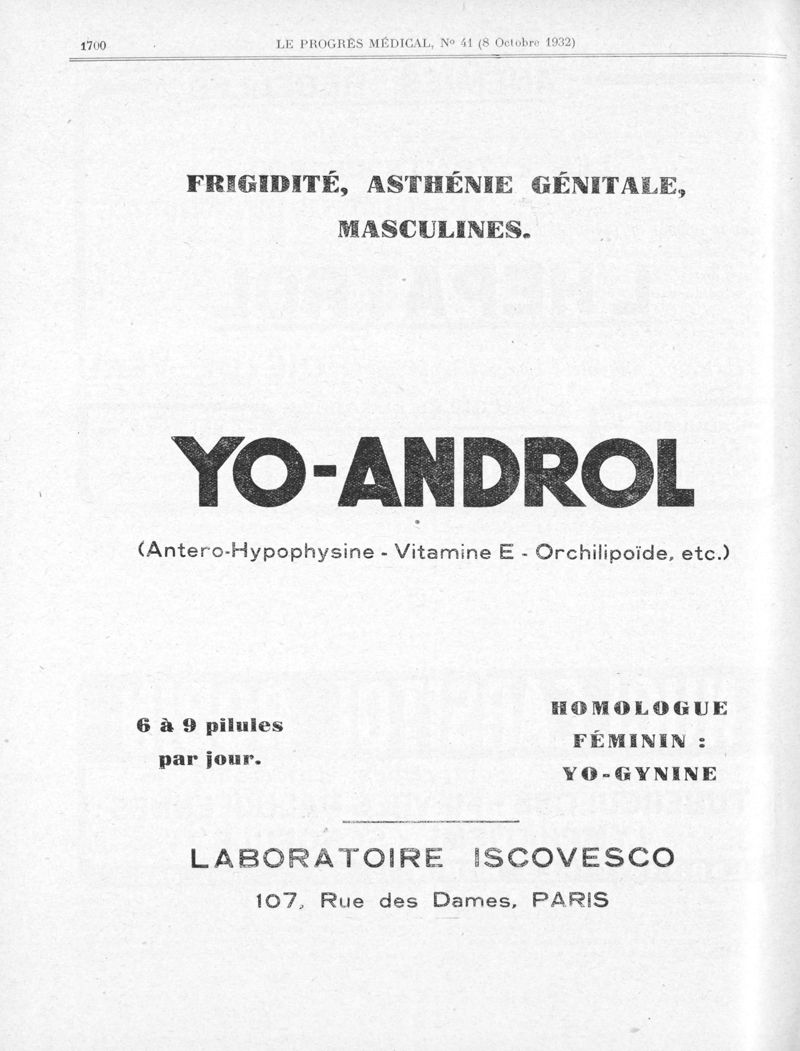 1700
LE PROGRÈS MÉDICAL, Nº 41 (8 Octobre 1932)
FRIGIDITÉ, ASTHÉNIE GÉNITALE,
MASCULINES.
YO-ANDROL
(Antero-Hypophysine - Vitamine E - Orchilipoïde, etc.)
6 à 9 pilules
par jour.
HOMOLOGUE
FÉMININ :
YO-GYNINE
LABORATOIRE ISCOVESCO
107, Rue des Dames, PARIS